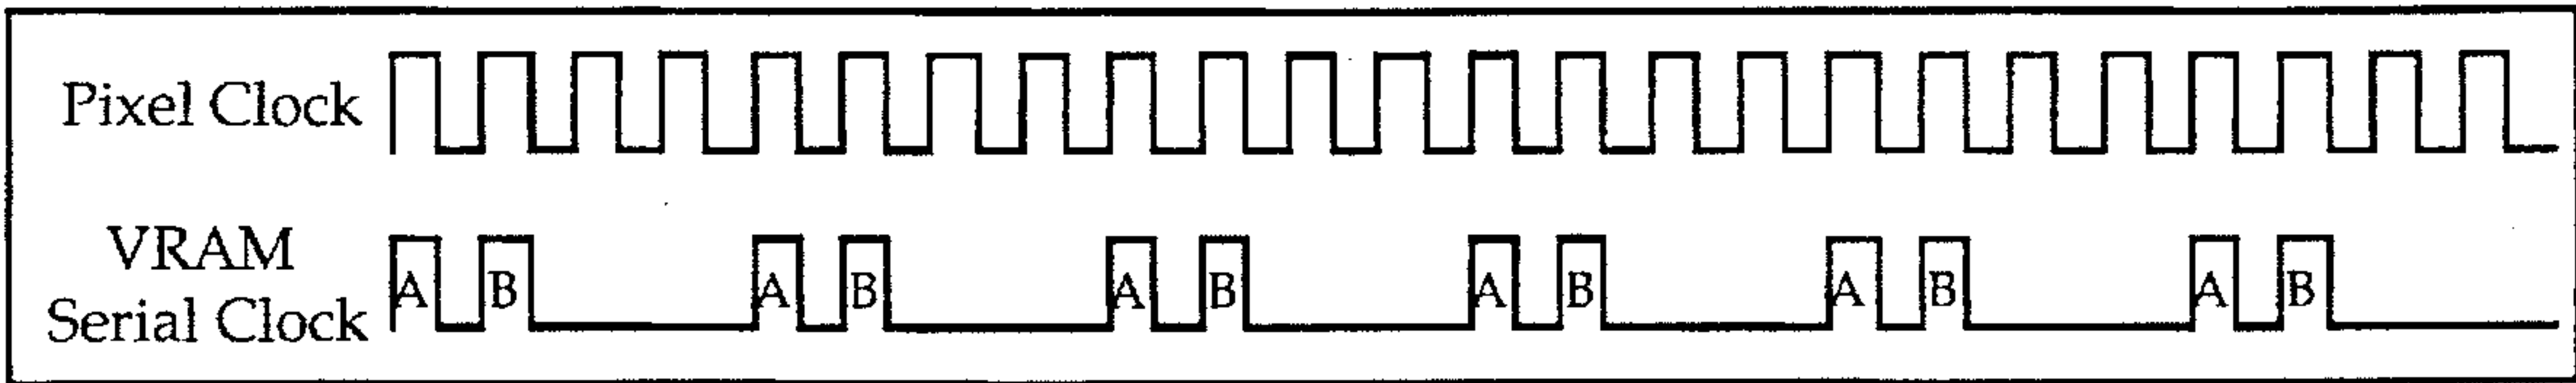 Pixel Clock
VRAM
Serial Clock
A B A B A B A B A B A B